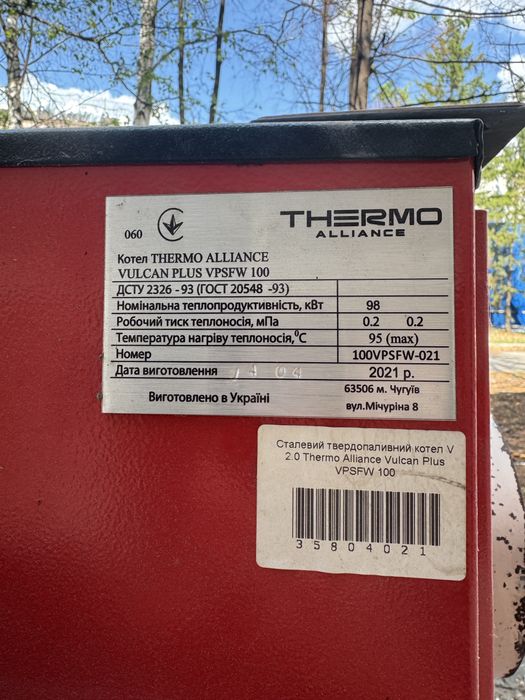 060
THERMO
ALLIANCE
Котел THERMO ALLIANCE
VULCAN PLUS VPSFW 100
ДСТУ 2326 - 93 (ГОСТ 20548 -93)
Номінальна теплопродуктивність, кВт 98
Робочий тиск теплоносія, мПа 0.2 0.2
Температура нагріву теплоносія,⁰С 95 (max)
Номер 100VPSFW-021
Дата виготовлення 2021 р.
Виготовлено в Україні
63506 м. Чугуїв
вул.Мічуріна 8
Сталевий твердопаливний котел V
2.0 Thermo Alliance Vulcan Plus
VPSFW 100
35804021